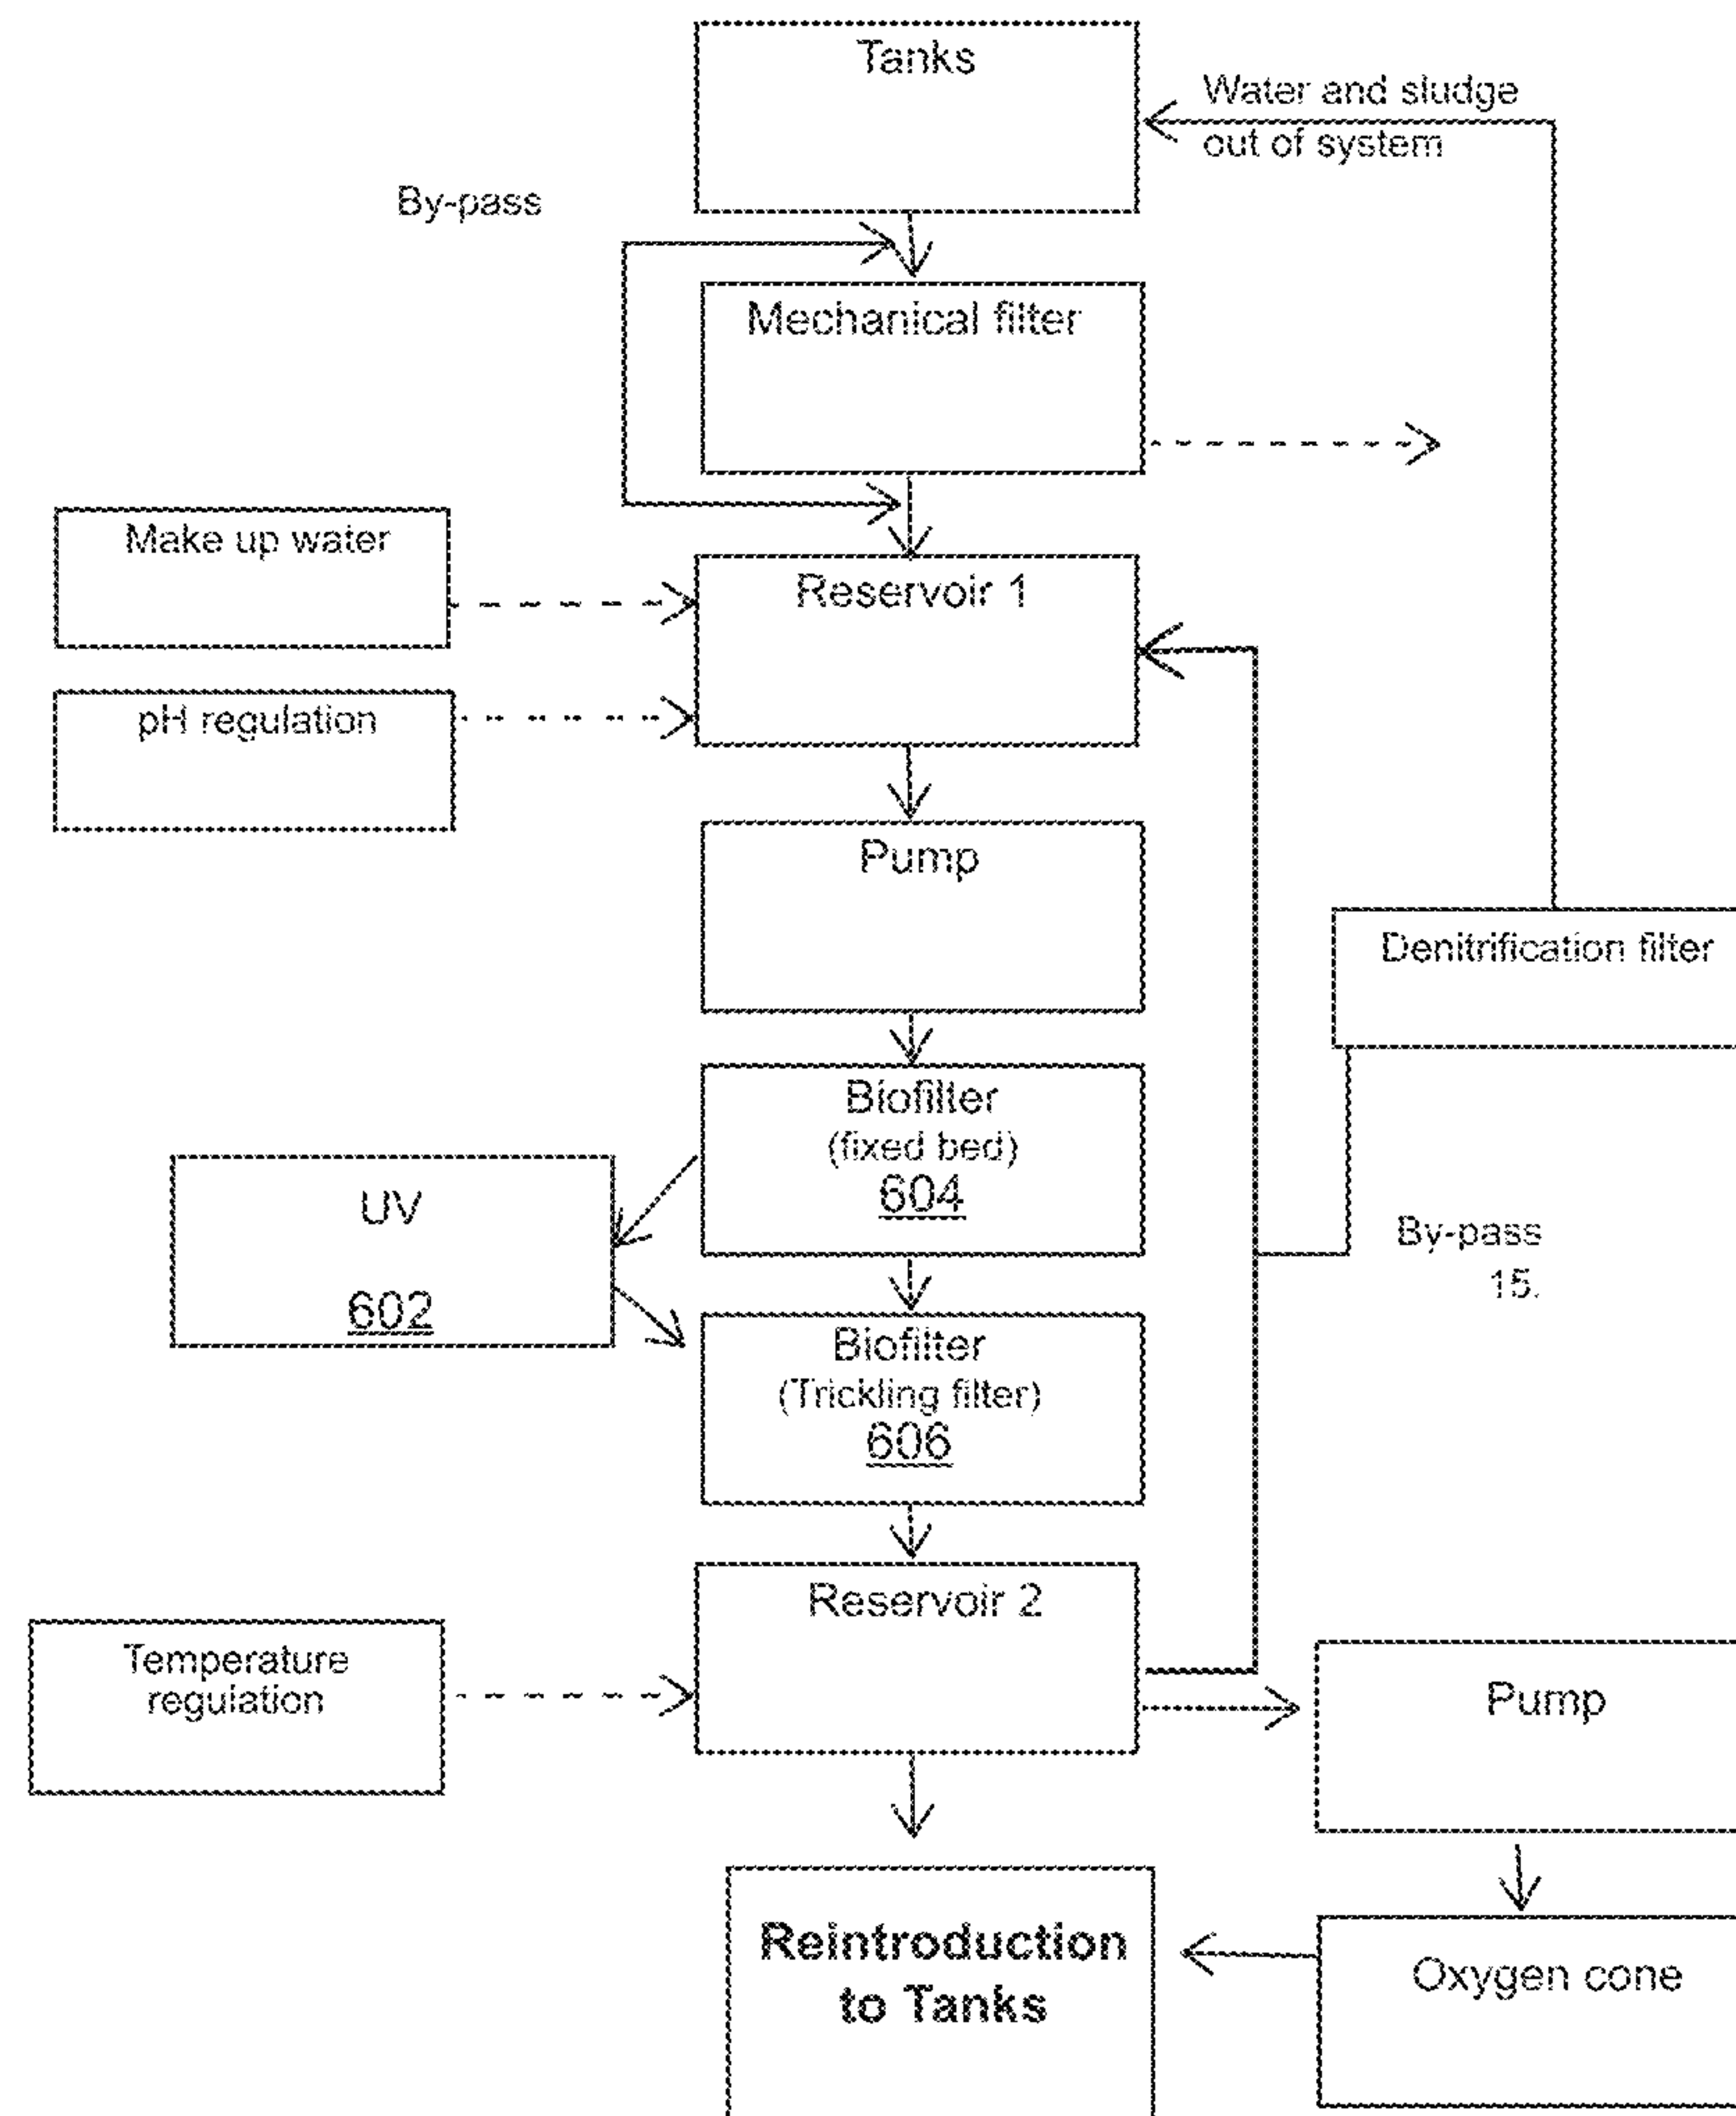 Tanks
Water and sludge
out of system
By-pass
Mechanical filter
Make up water
Reservoir 1
pH regulation
Pump
Denitrification filter
Biofilter
(fixed bed)
604
UV
602
By-pass
15.
Biofilter
(Trickling filter)
606
Reservoir 2
Temperature
regulation
Pump
Reintroduction
to Tanks
Oxygen cone